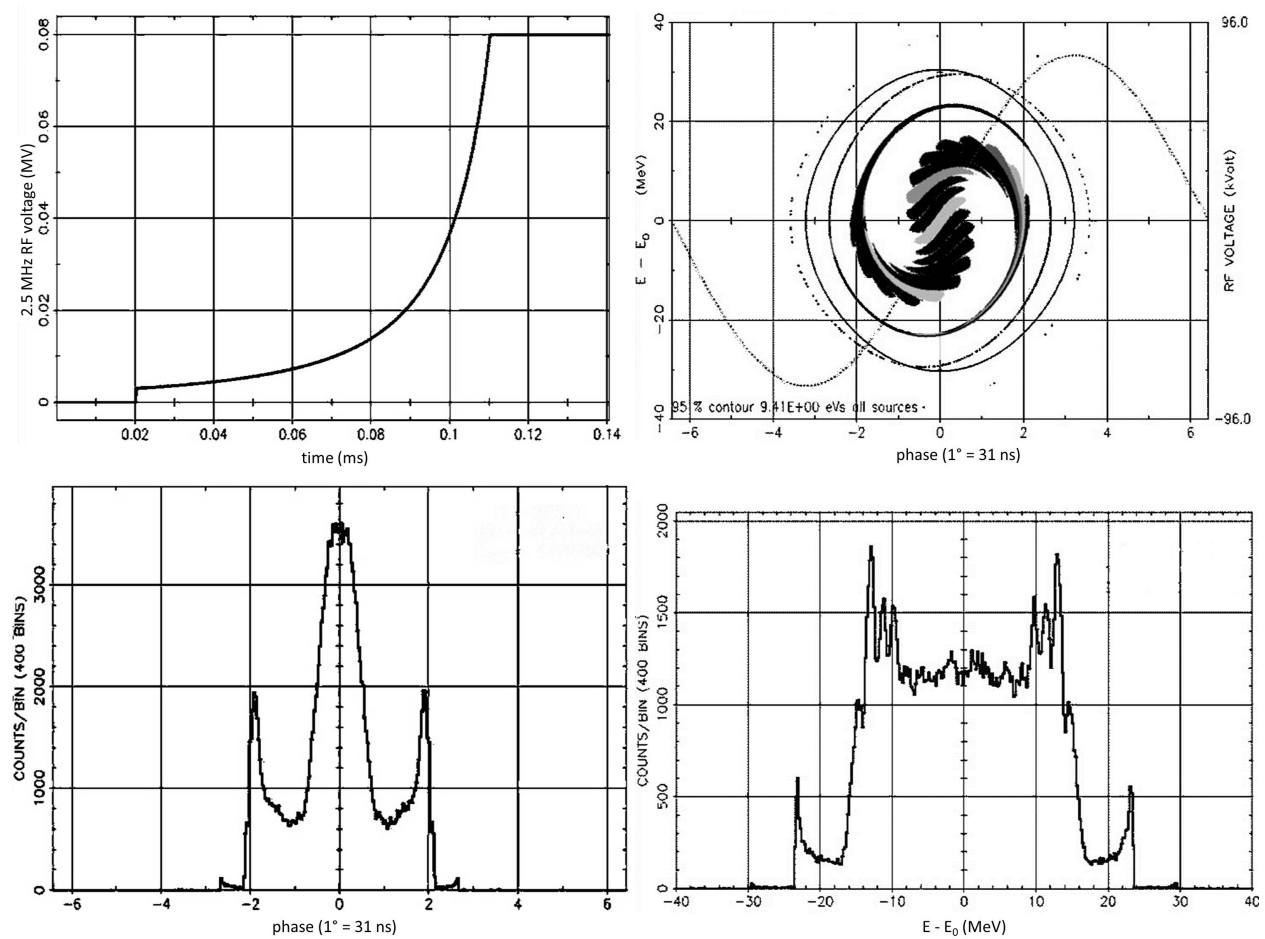 2.5 MHz RF voltage (MV)
0.08
0.06
0.04
0.02
0
0.02 0.04 0.06 0.08 0.1 0.12 0.14
time (ms)
E - E₀ (MeV)
40
20
0
-20
-40
96.0
RF VOLTAGE (kVolt)
-96.0
95 % contour 9.41E+00 eVs all sources
-6 -4 -2 0 2 4 6
phase (1° = 31 ns)
COUNTS/BIN (400 BINS)
3000
2000
1000
0
-6 -4 -2 0 2 4 6
phase (1° = 31 ns)
COUNTS/BIN (400 BINS)
2000
1500
1000
500
0
-40 -30 -20 -10 0 10 20 30 40
E - E₀ (MeV)